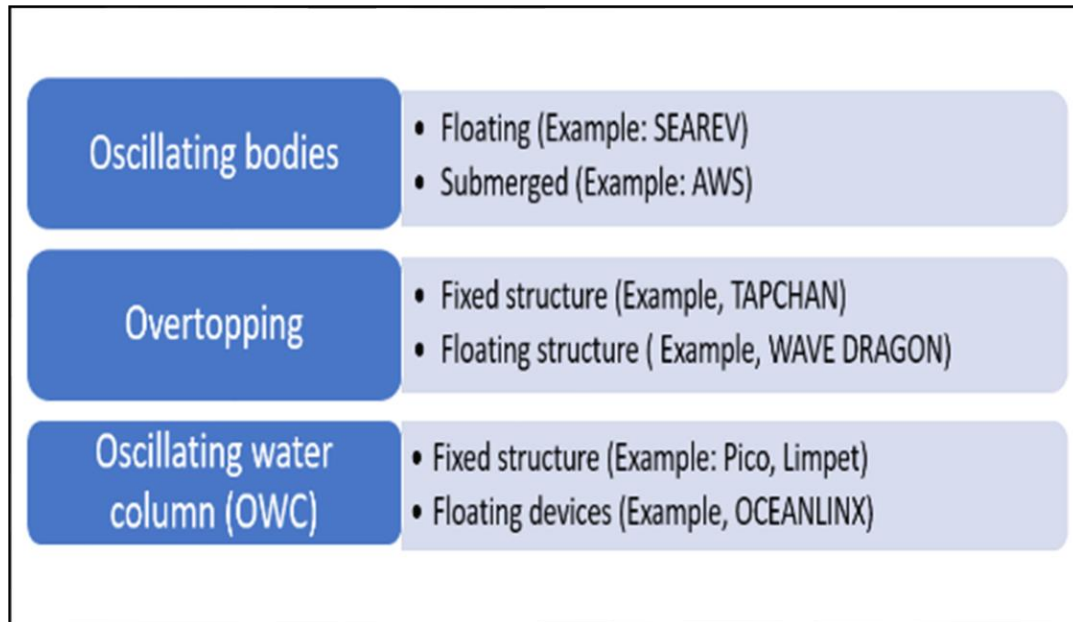 Oscillating bodies
• Floating (Example: SEAREV)
• Submerged (Example: AWS)
Overtopping
• Fixed structure (Example, TAPCHAN)
• Floating structure ( Example, WAVE DRAGON)
Oscillating water
column (OWC)
• Fixed structure (Example: Pico, Limpet)
• Floating devices (Example, OCEANLINX)